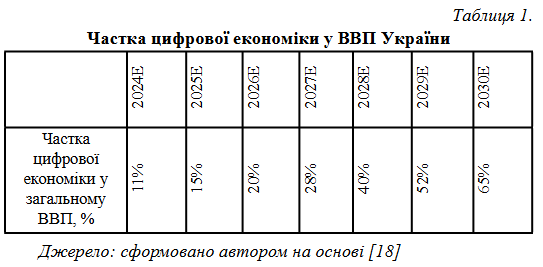 Таблиця 1.
Частка цифрової економіки у ВВП України
2024E 2025E 2026E 2027E 2028E 2029E 2030E
Частка
цифрової
економіки у
загальному
ВВП, %
11% 15% 20% 28% 40% 52% 65%
Джерело: сформовано автором на основі [18]